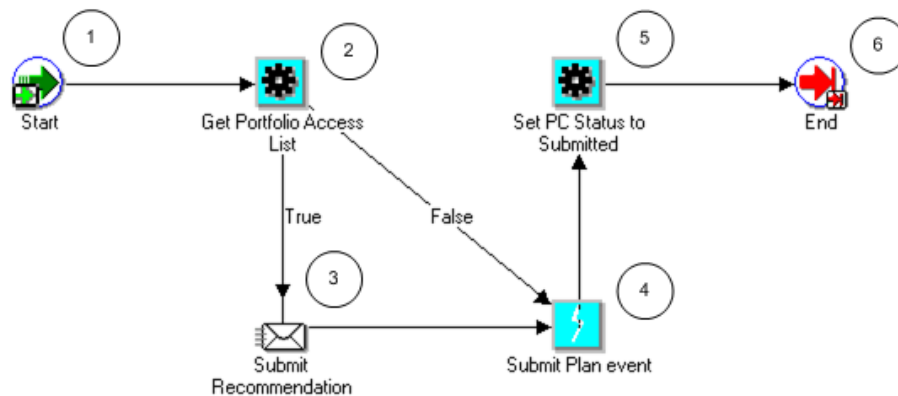 1
2
5
6
Start
Get Portfolio Access
List
Set PC Status to
Submitted
End
True
False
3
4
Submit
Recommendation
Submit Plan event